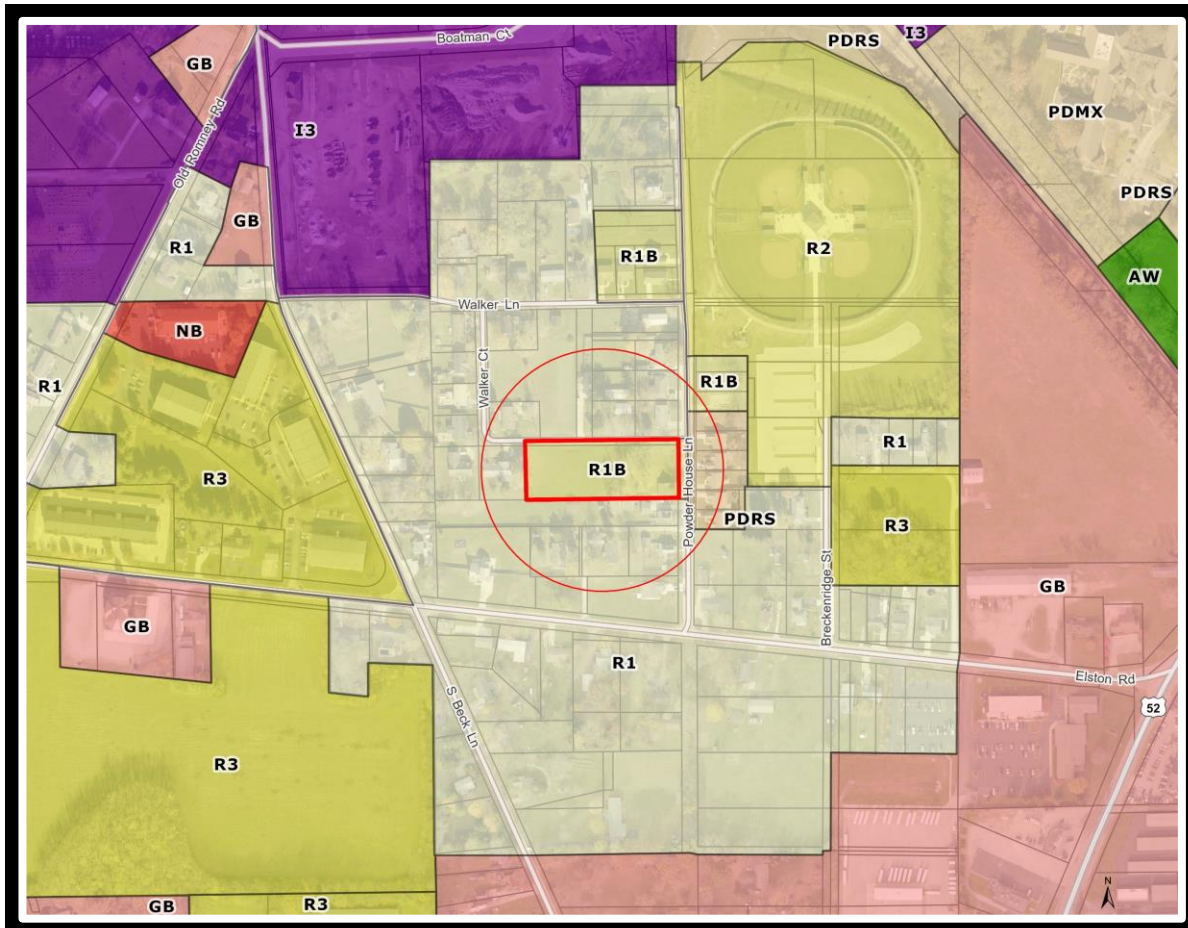 Boatman Ct
PDRS
I3
GB
PDMX
I3
Old Romney Rd
PDRS
GB
R1
R1B
R2
AW
Walker Ln
NB
Walker Ct
R1B
R1
R1
R1B
Powder House Ln
R3
PDRS
R3
Breckenridge St
GB
GB
R1
Elston Rd
S Beck Ln
52
R3
N
GB
R3